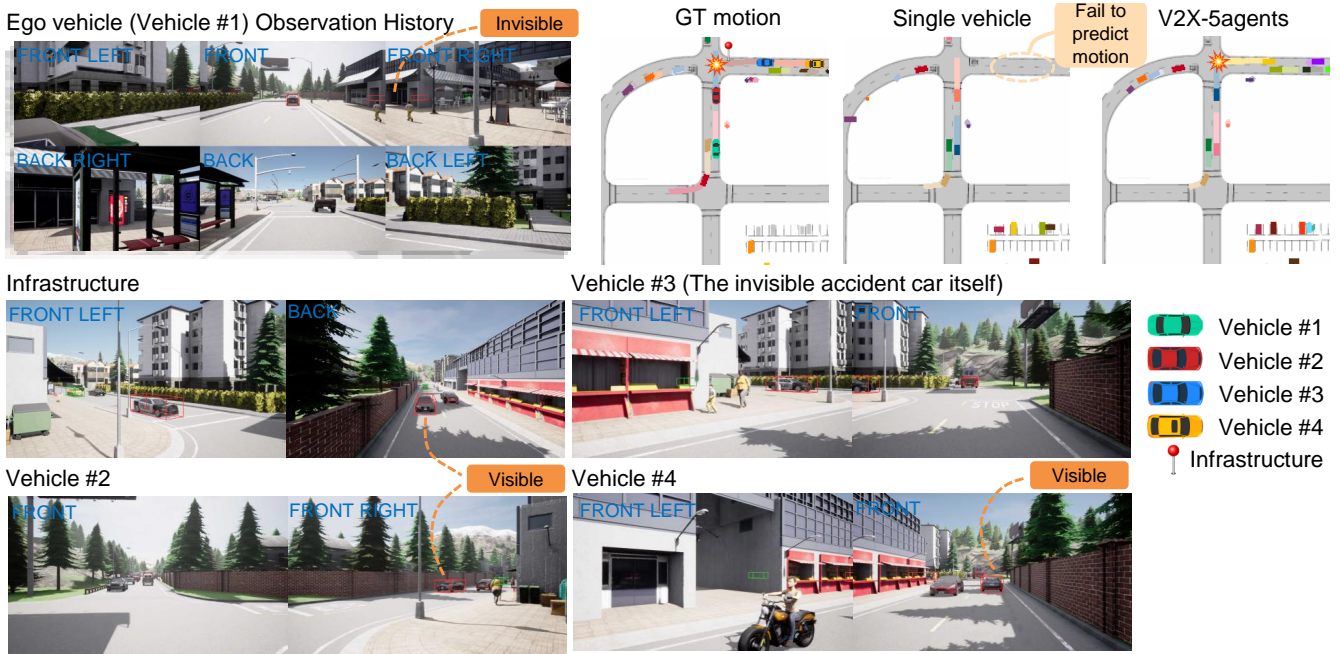 Ego vehicle (Vehicle #1) Observation History
Invisible
GT motion
Single vehicle
Fail to
predict
motion
V2X-5agents
FRONT LEFT
FRONT
FRONT RIGHT
BACK RIGHT
BACK
BACK LEFT
Infrastructure
Vehicle #3 (The invisible accident car itself)
FRONT LEFT
BACK
FRONT LEFT
FRONT
STOP
Vehicle #1
Vehicle #2
Vehicle #3
Vehicle #4
Infrastructure
Vehicle #2
Visible
Vehicle #4
Visible
FRONT
FRONT RIGHT
FRONT LEFT
FRONT